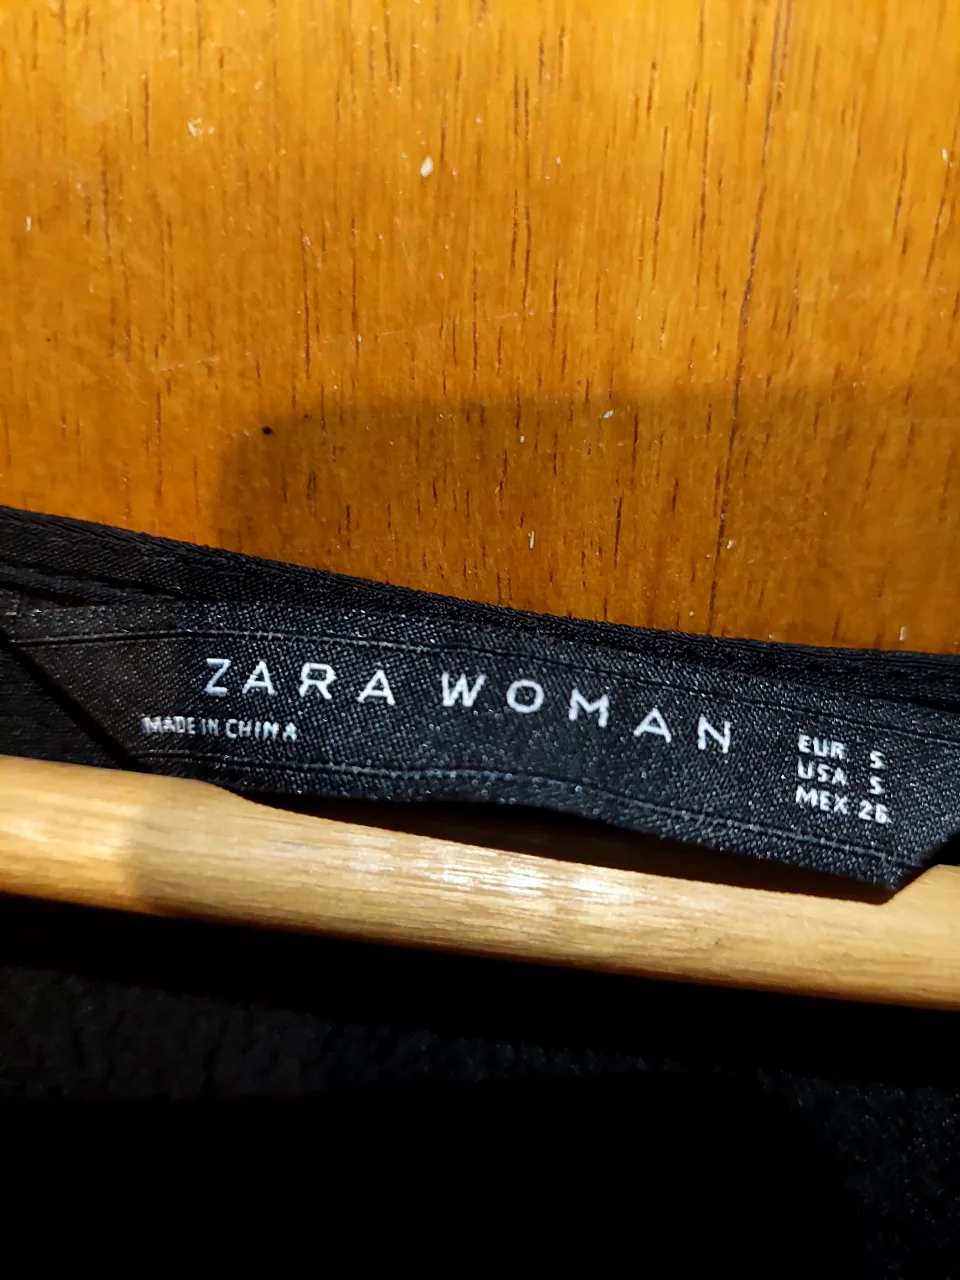 ZARA WOMAN
MADE IN CHINA
EUR S
USA S
MEX 26